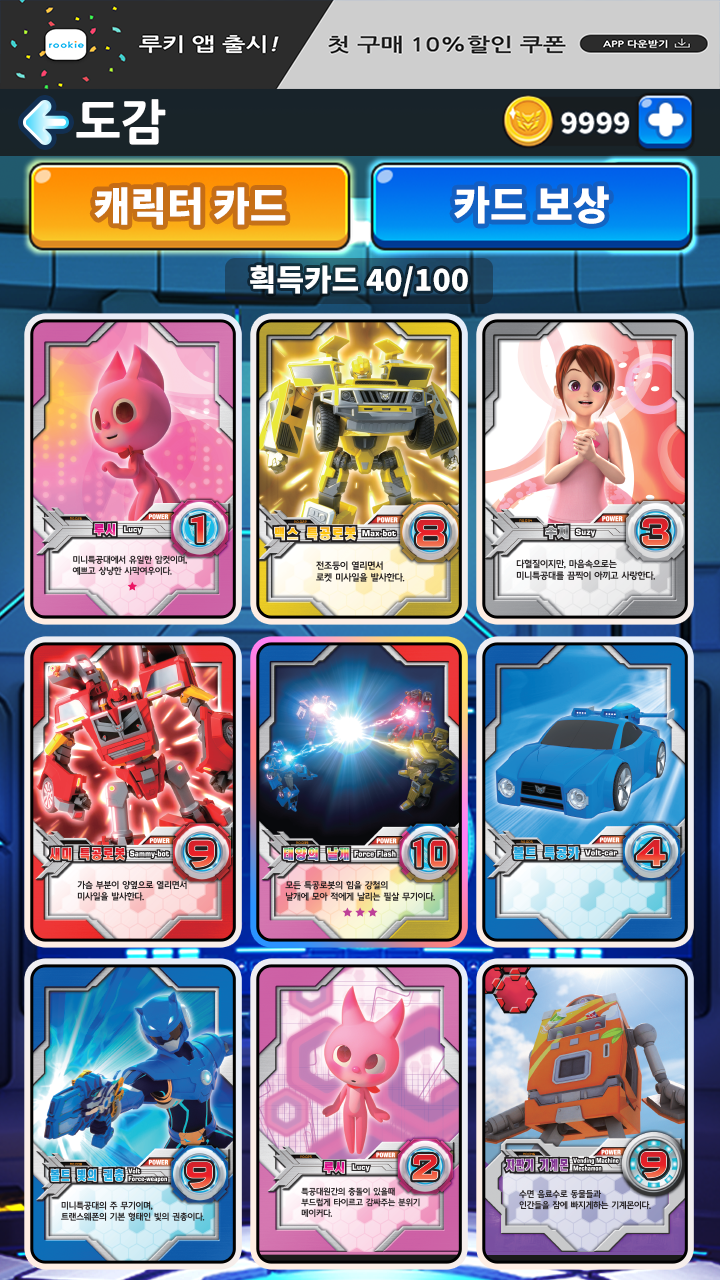 rookie
루키 앱 출시!
첫 구매 10%할인 쿠폰
APP 다운받기
도감
9999
캐릭터 카드
카드 보상
획득카드 40/100
루시 Lucy
POWER
1
미니특공대에서 유일한 암컷이며,
예쁘고 상냥한 사막여우이다.
맥스 특공로봇 Max-bot
POWER
8
전조등이 열리면서
로켓 미사일을 발사한다.
수지 Suzy
POWER
3
다혈질이지만, 마음속으로는
미니특공대를 끔찍이 아끼고 사랑한다.
새미 특공로봇 Sammy-bot
POWER
9
가슴 부분이 양옆으로 열리면서
미사일을 발사한다.
태양의 날개 Force Flash
POWER
10
모든 특공로봇의 힘을 강철의
날개에 모아 적에게 날리는 필살 무기이다.
볼트 특공카 Volt-car
POWER
4
볼트 빛의 권총 Volt
Force-weapon
POWER
9
미니특공대의 주 무기이며,
트랜스웨폰의 기본 형태인 빛의 권총이다.
루시 Lucy
POWER
2
특공대원간의 충돌이 있을때
부드럽게 타이르고 감싸주는 분위기
메이커다.
자판기 기계몬 Vending Machine
Mechamon
POWER
9
수면 음료수로 동물들과
인간들을 잠에 빠지게하는 기계몬이다.